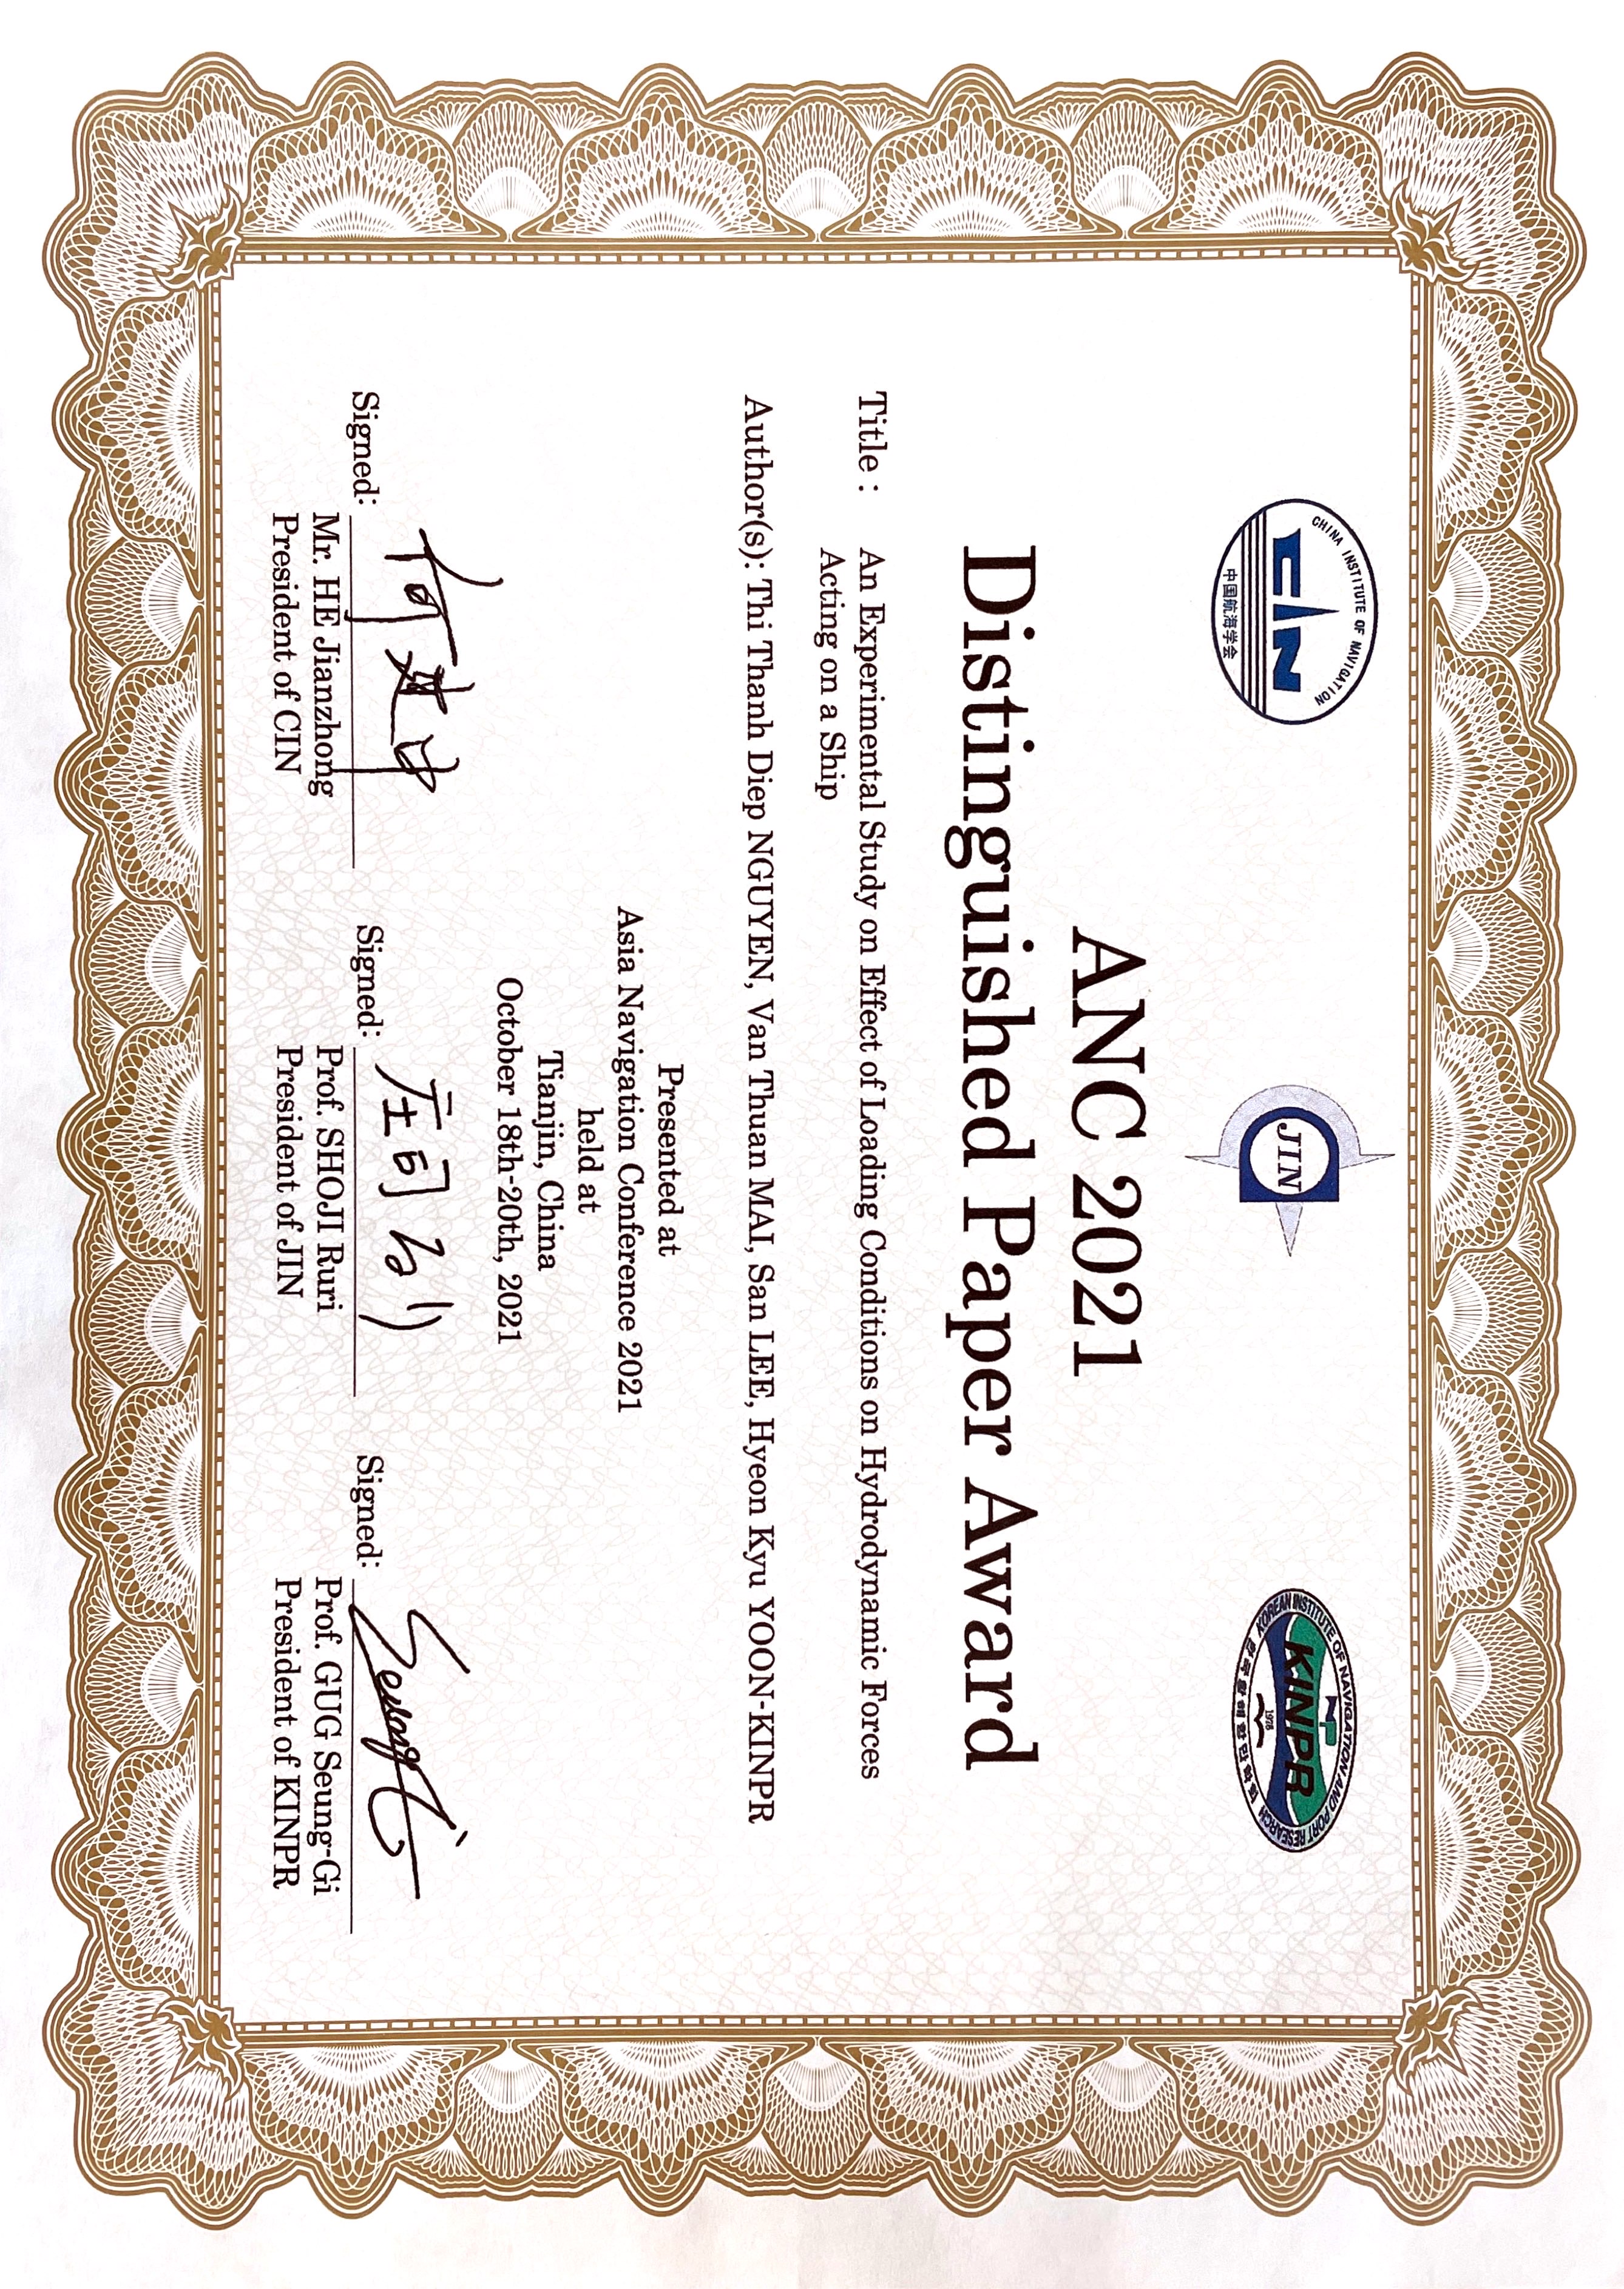 CHINA INSTITUTE OF NAVIGATION
CIN
中国航海学会
JIN
KOREAN INSTITUTE OF NAVIGATION AND PORT RESEARCH
NP
KINPR
1976
한국항해항만학회
ANC 2021
Distinguished Paper Award
Title : An Experimental Study on Effect of Loading Conditions on Hydrodynamic Forces
Acting on a Ship
Author(s): Thi Thanh Diep NGUYEN, Van Thuan MAI, San LEE, Hyeon Kyu YOON-KINPR
Presented at
Asia Navigation Conference 2021
held at
Tianjin, China
October 18th-20th, 2021
Signed: 何建中
Mr. HE Jianzhong
President of CIN
Signed: 庄司 るり
Prof. SHOJI Ruri
President of JIN
Signed: Seung
Prof. GUG Seung-Gi
President of KINPR